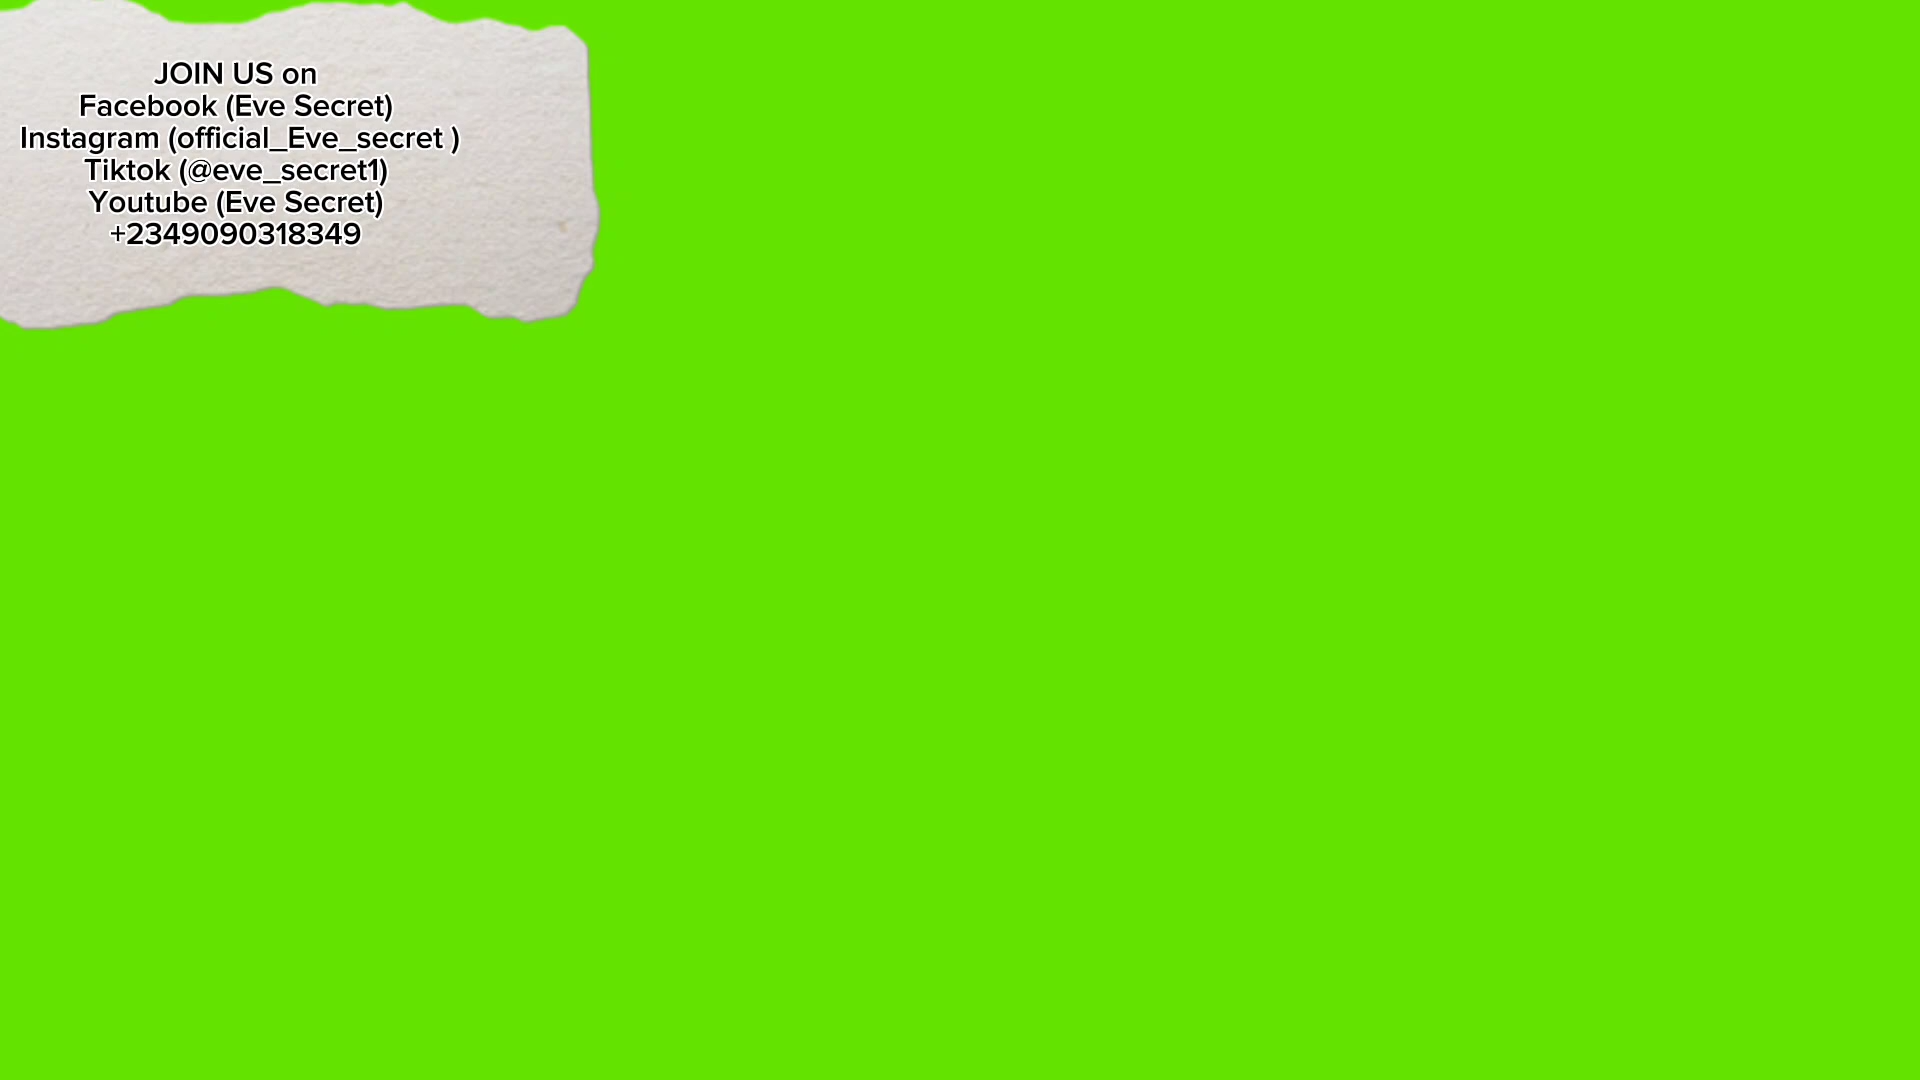 JOIN US on
Facebook (Eve Secret)
Instagram (official_Eve_secret )
Tiktok (@eve_secret1)
Youtube (Eve Secret)
+2349090318349